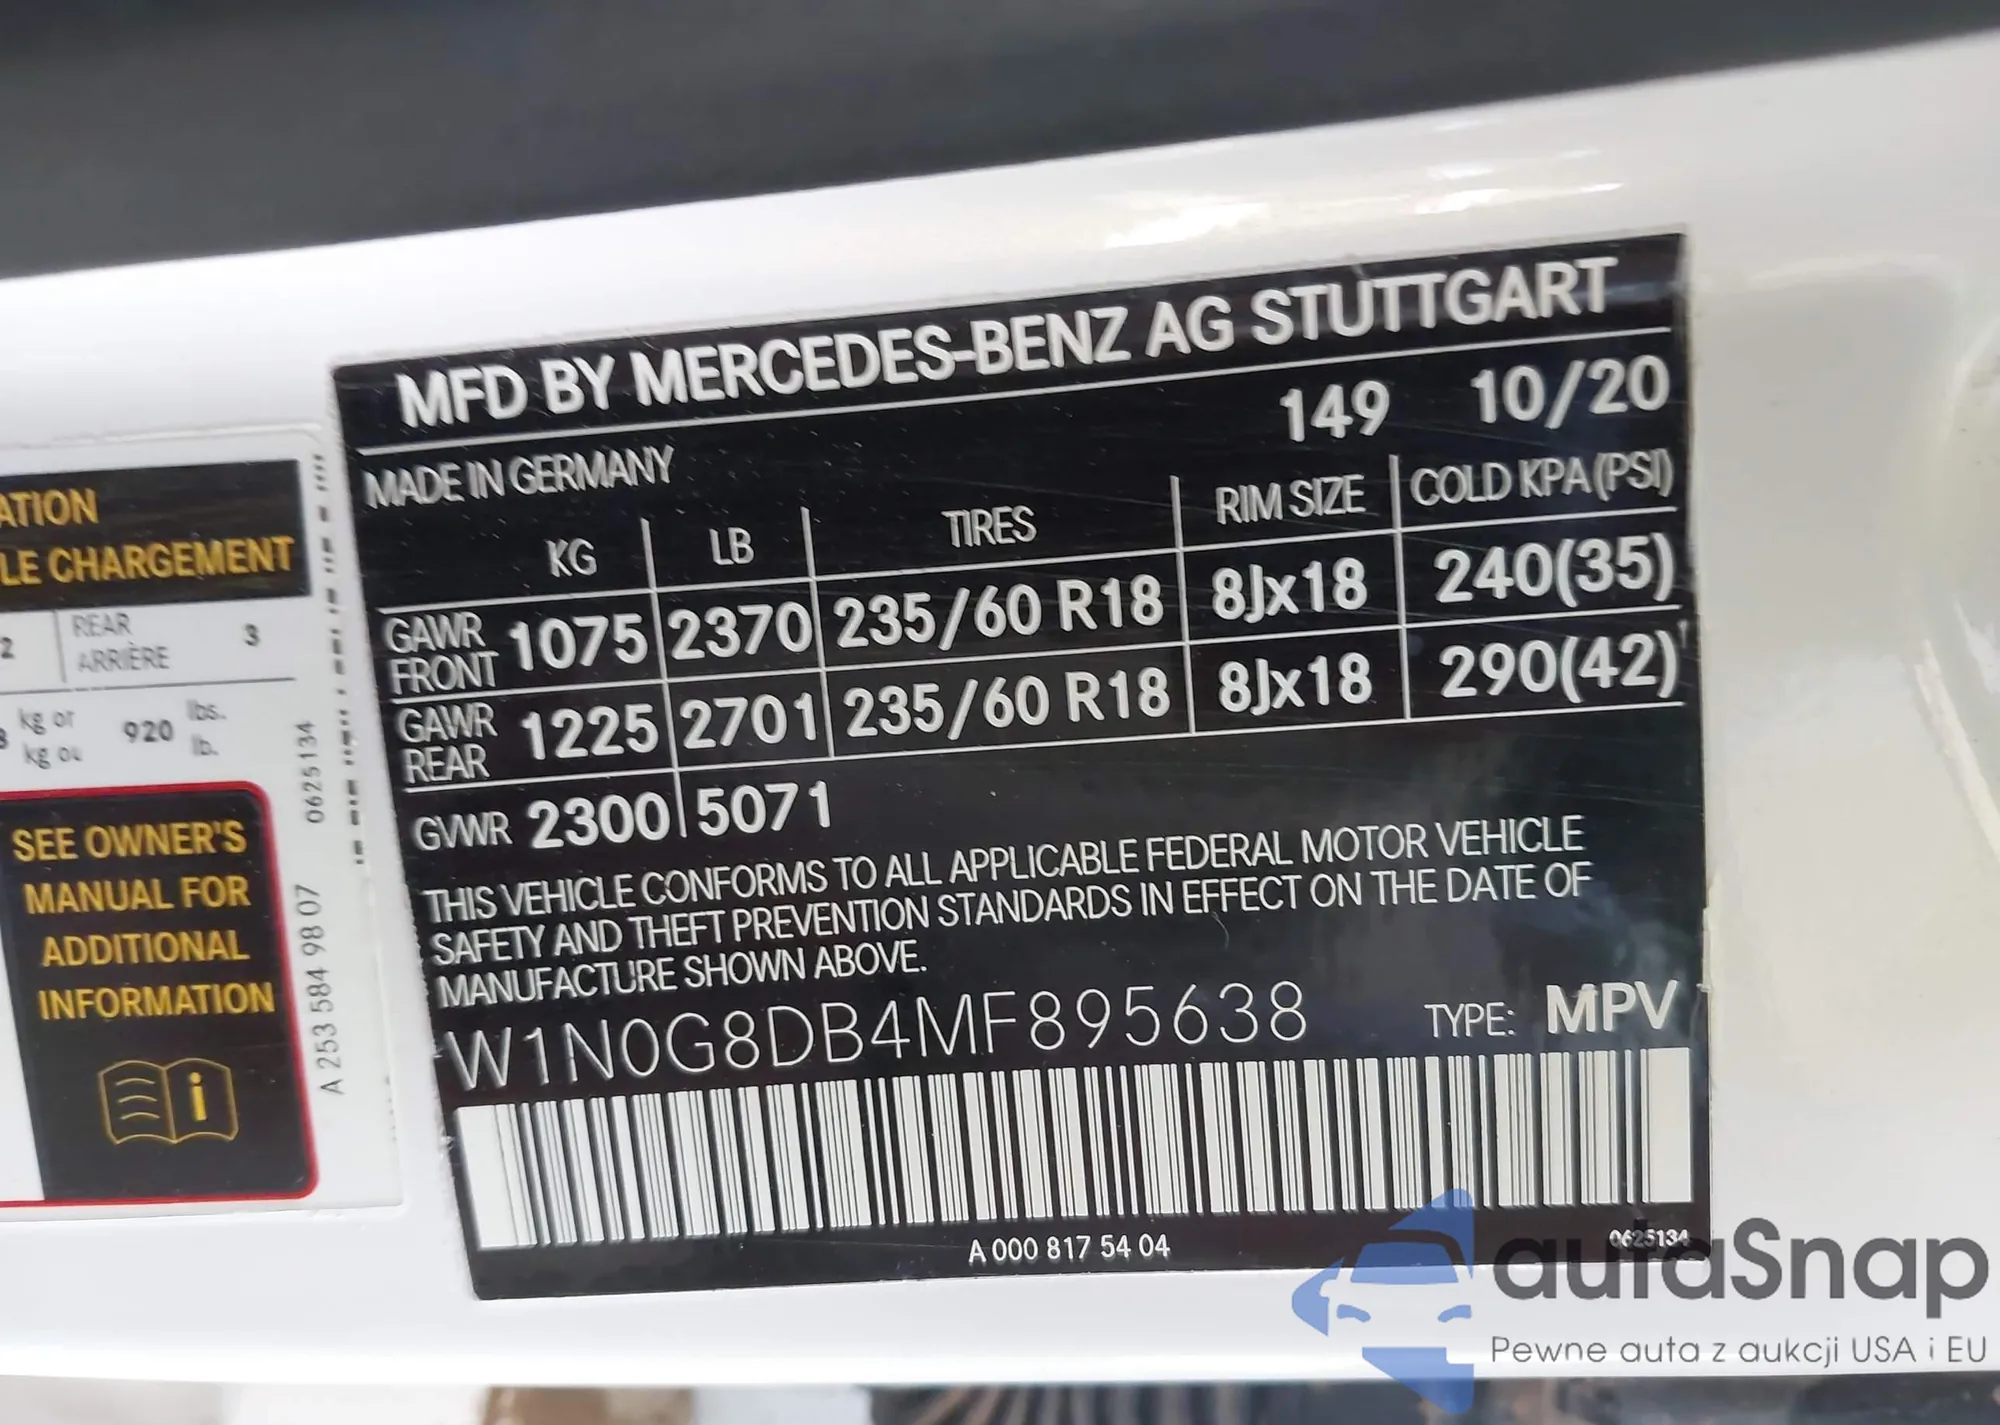 ATION
LE CHARGEMENT
2 REAR ARRIÈRE 3
kg or kg ou 920 lbs. lb.
SEE OWNER'S
MANUAL FOR
ADDITIONAL
INFORMATION
i
0625134
A 253 584 98 07
MFD BY MERCEDES-BENZ AG STUTTGART
149 10/20
MADE IN GERMANY
KG LB TIRES RIM SIZE COLD KPA (PSI)
GAWR FRONT 1075 2370 235/60 R18 8Jx18 240(35)
GAWR REAR 1225 2701 235/60 R18 8Jx18 290(42)
GVWR 2300 5071
THIS VEHICLE CONFORMS TO ALL APPLICABLE FEDERAL MOTOR VEHICLE
SAFETY AND THEFT PREVENTION STANDARDS IN EFFECT ON THE DATE OF
MANUFACTURE SHOWN ABOVE.
W1N0G8DB4MF895638 TYPE: MPV
A 000 817 54 04
0625134
autaSnap
Pewne auta z aukcji USA i EU